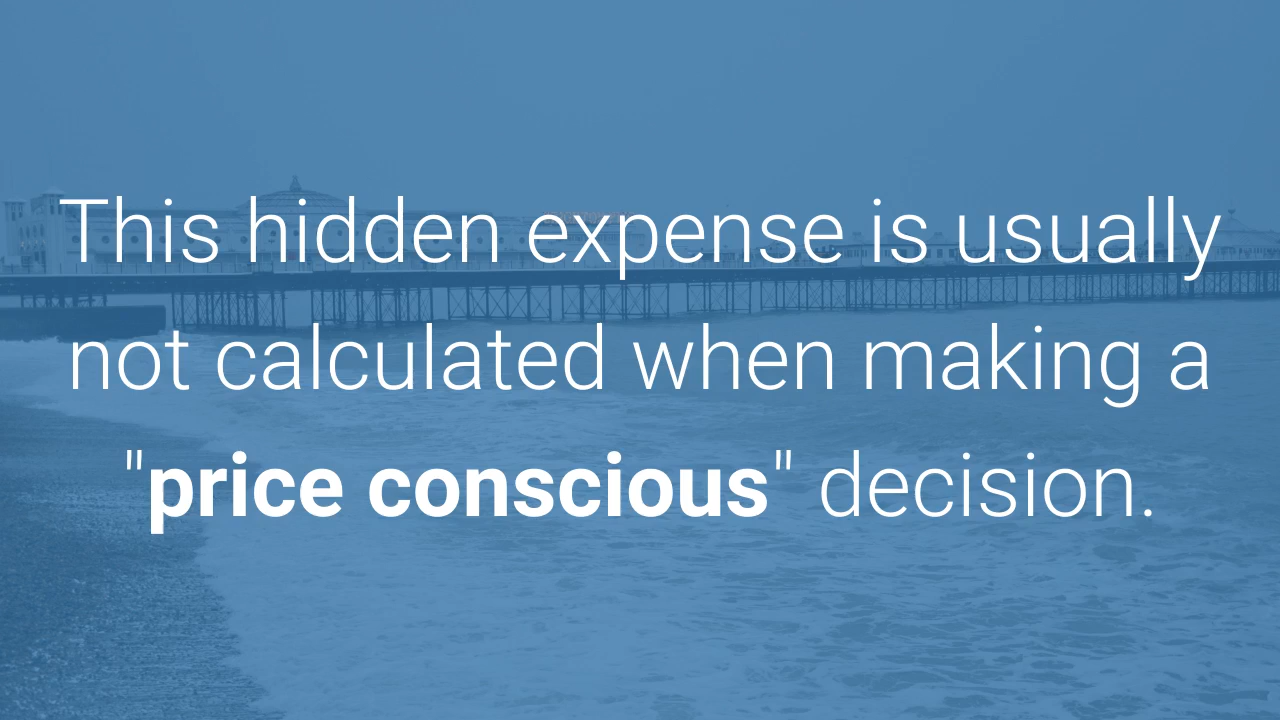 This hidden expense is usually
not calculated when making a
"price conscious" decision.